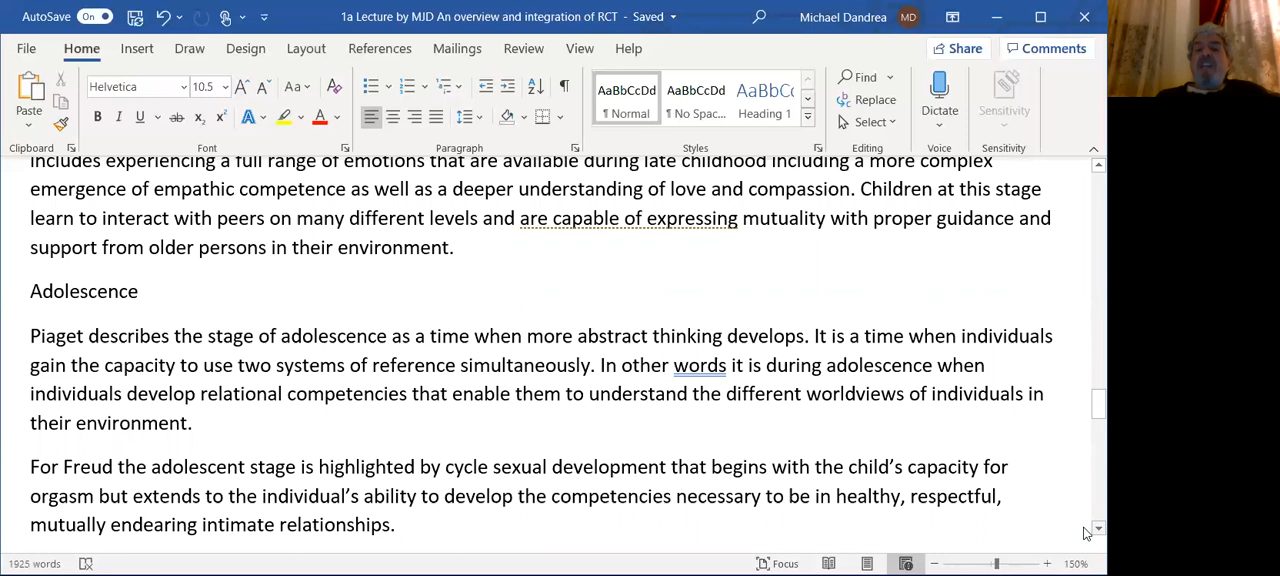 AutoSave On 1a Lecture by MJD An overview and integration of RCT - Saved Michael Dandrea MD
File Home Insert Draw Design Layout References Mailings Review View Help Share Comments
Paste Helvetica 10.5 Aa AaBbCcDd AaBbCcDd AaBbCc Find Replace Select Dictate Sensitivity
B I U ab x₂ x² A A ¶ Normal ¶ No Spac... Heading 1
Clipboard Font Paragraph Styles Editing Voice Sensitivity
includes experiencing a full range of emotions that are available during late childhood including a more complex
emergence of empathic competence as well as a deeper understanding of love and compassion. Children at this stage
learn to interact with peers on many different levels and are capable of expressing mutuality with proper guidance and
support from older persons in their environment.
Adolescence
Piaget describes the stage of adolescence as a time when more abstract thinking develops. It is a time when individuals
gain the capacity to use two systems of reference simultaneously. In other words it is during adolescence when
individuals develop relational competencies that enable them to understand the different worldviews of individuals in
their environment.
For Freud the adolescent stage is highlighted by cycle sexual development that begins with the child's capacity for
orgasm but extends to the individual's ability to develop the competencies necessary to be in healthy, respectful,
mutually endearing intimate relationships.
1925 words Focus 150%